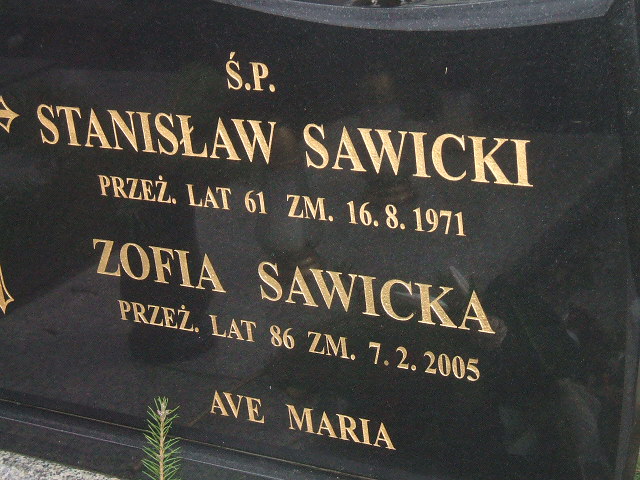 Ś.P.
STANISŁAW SAWICKI
PRZEŻ. LAT 61 ZM. 16.8.1971
ZOFIA SAWICKA
PRZEŻ. LAT 86 ZM. 7.2.2005
AVE MARIA